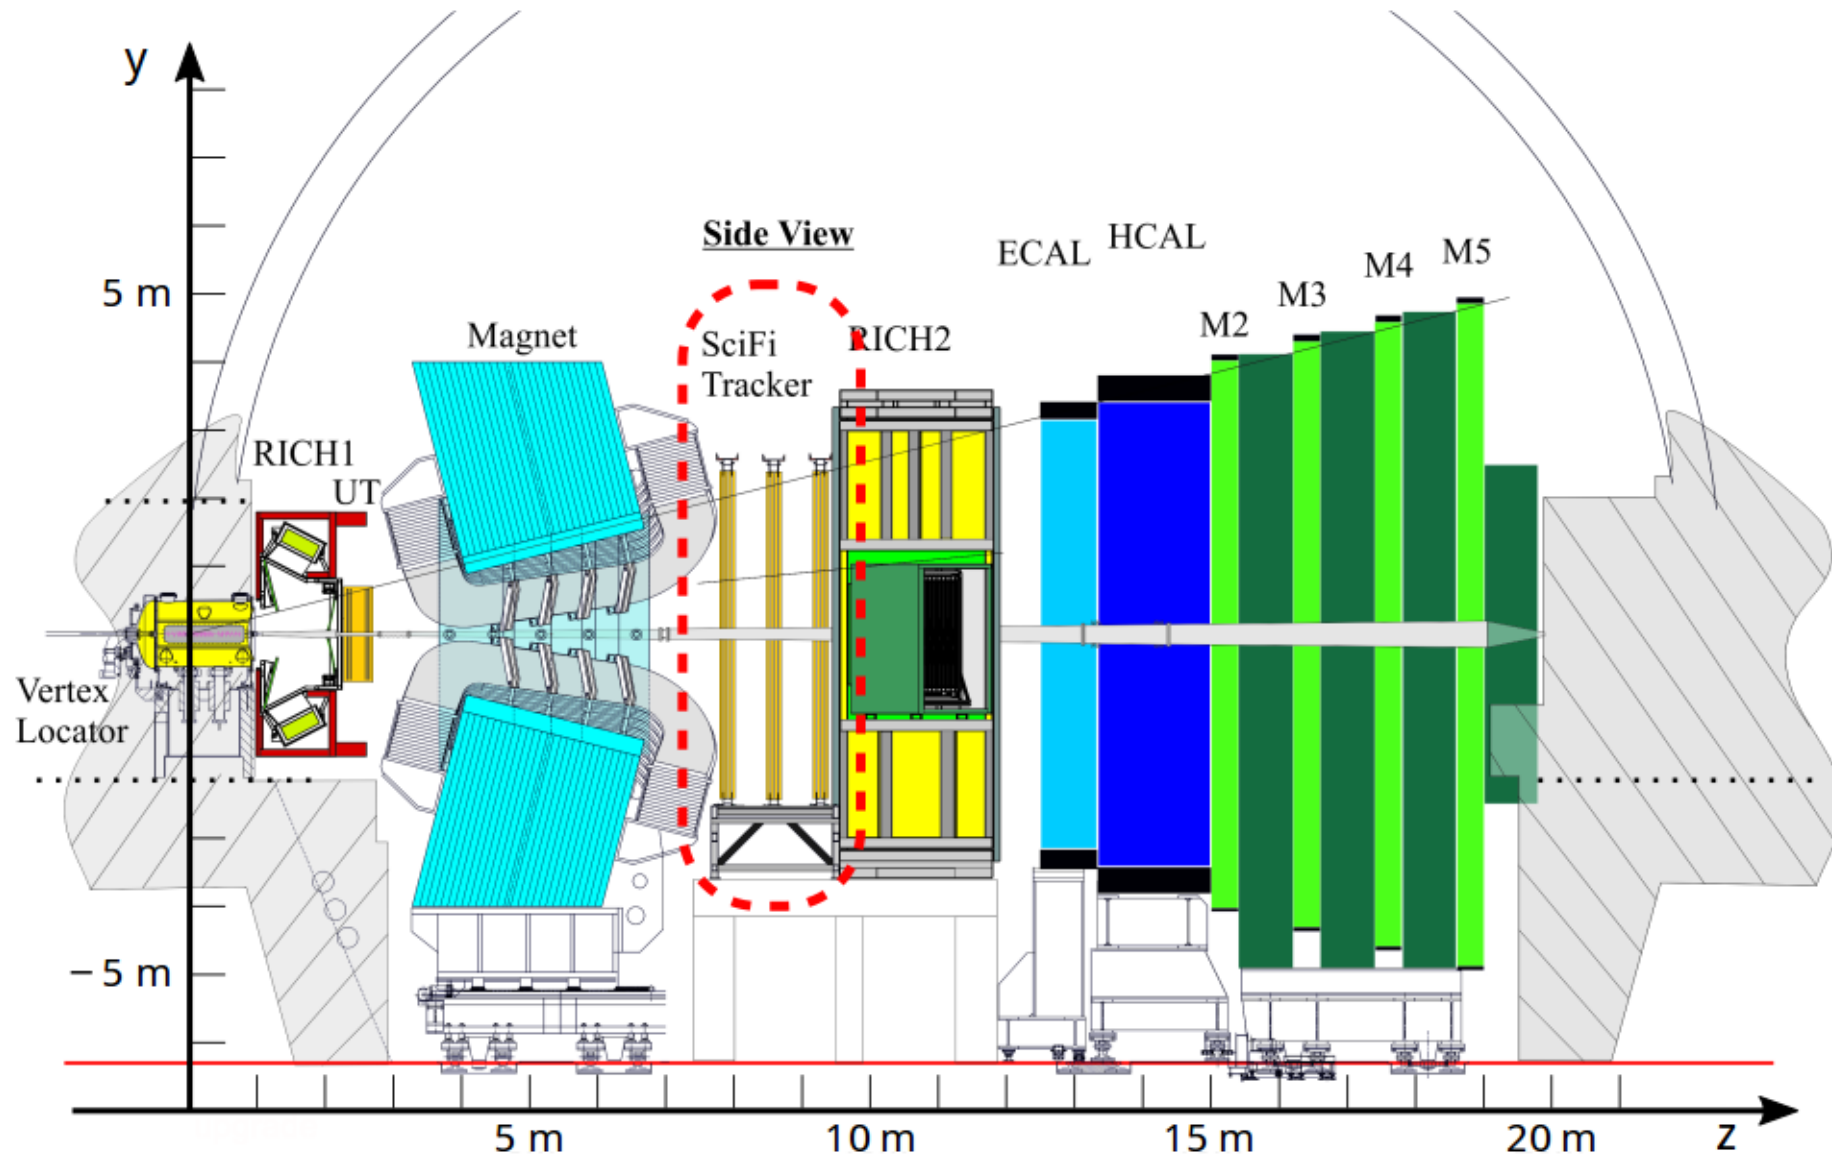 y
5 m
Side View
ECAL
HCAL
M5
M4
M3
M2
Magnet
SciFi
Tracker
RICH2
RICH1
UT
Vertex
Locator
−5 m
5 m
10 m
15 m
20 m
z